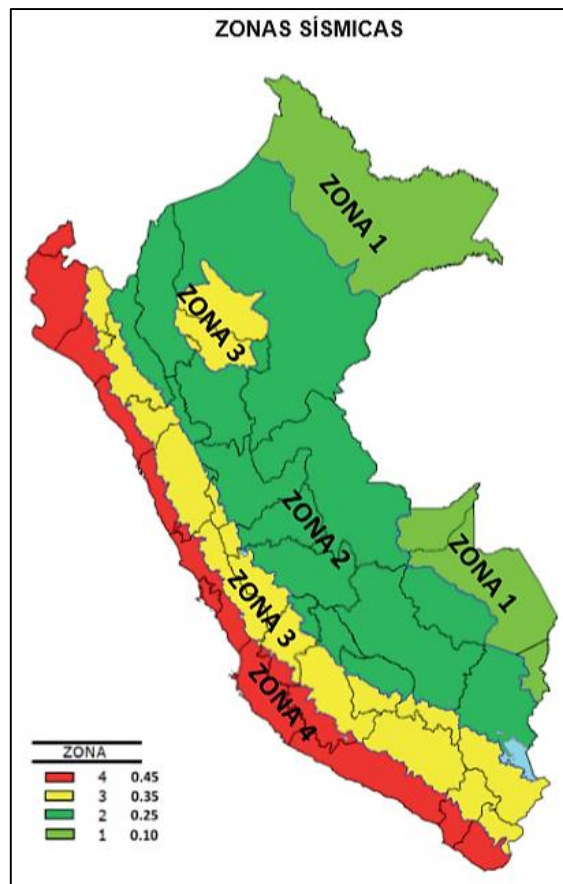 ZONAS SÍSMICAS
ZONA 1
ZONA 3
ZONA 2
ZONA 1
ZONA 3
ZONA 4
ZONA
4 0.45
3 0.35
2 0.25
1 0.10